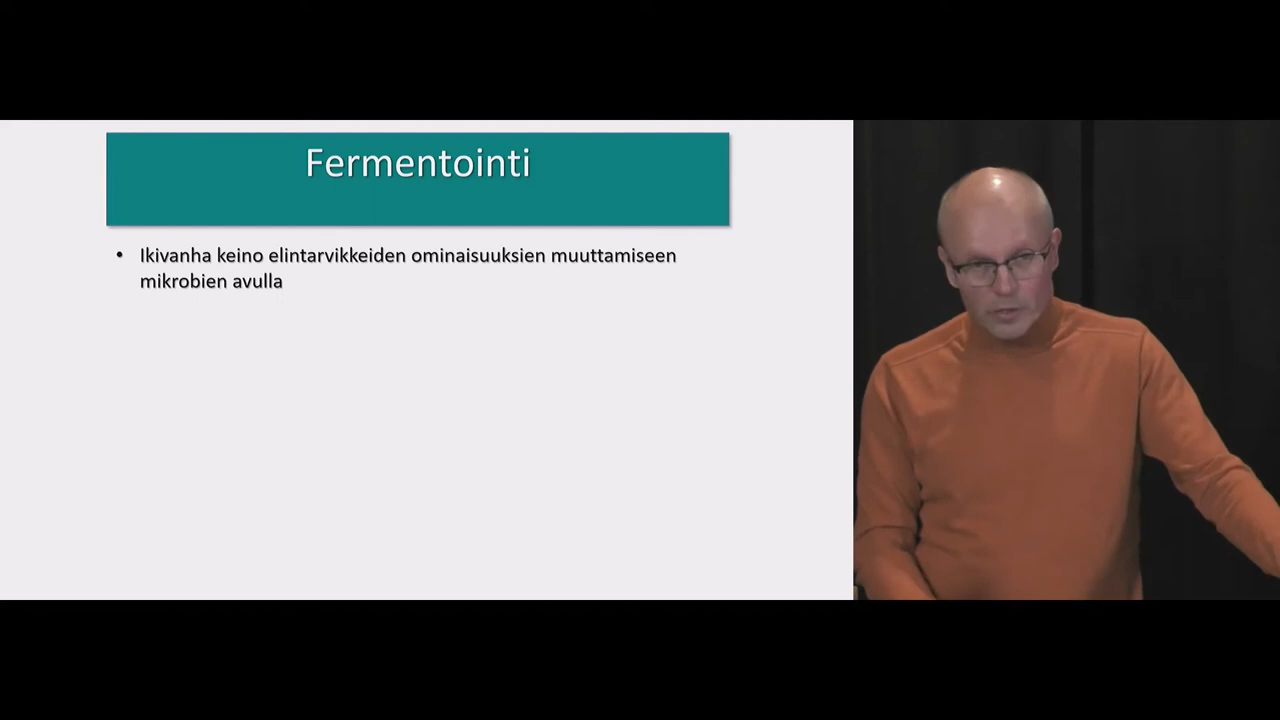 Fermentointi
• Ikivanha keino elintarvikkeiden ominaisuuksien muuttamiseen
mikrobien avulla